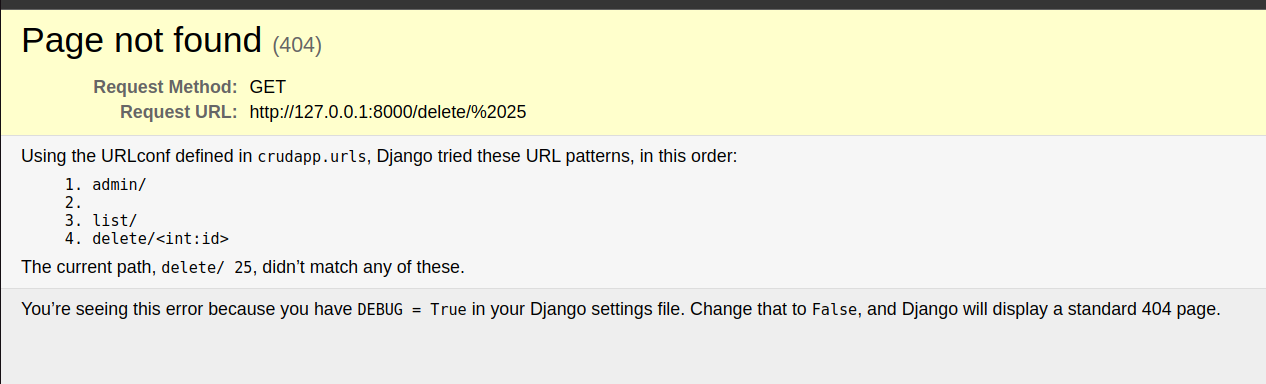 Page not found (404)
Request Method: GET
Request URL: http://127.0.0.1:8000/delete/%2025
Using the URLconf defined in crudapp.urls, Django tried these URL patterns, in this order:
1. admin/
2.
3. list/
4. delete/<int:id>
The current path, delete/ 25, didn’t match any of these.
You’re seeing this error because you have DEBUG = True in your Django settings file. Change that to False, and Django will display a standard 404 page.